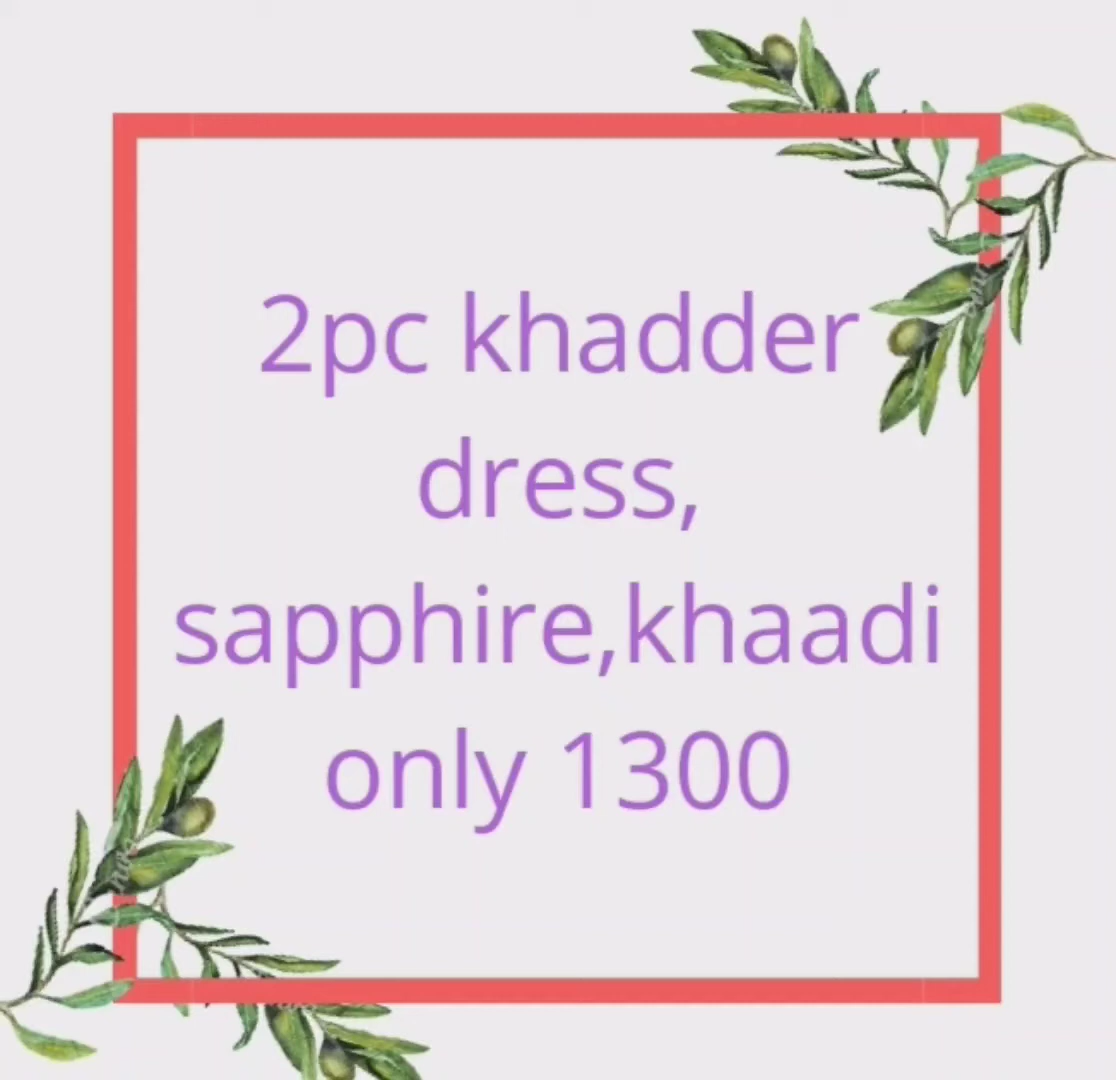 2pc khadder
dress,
sapphire,khaadi
only 1300